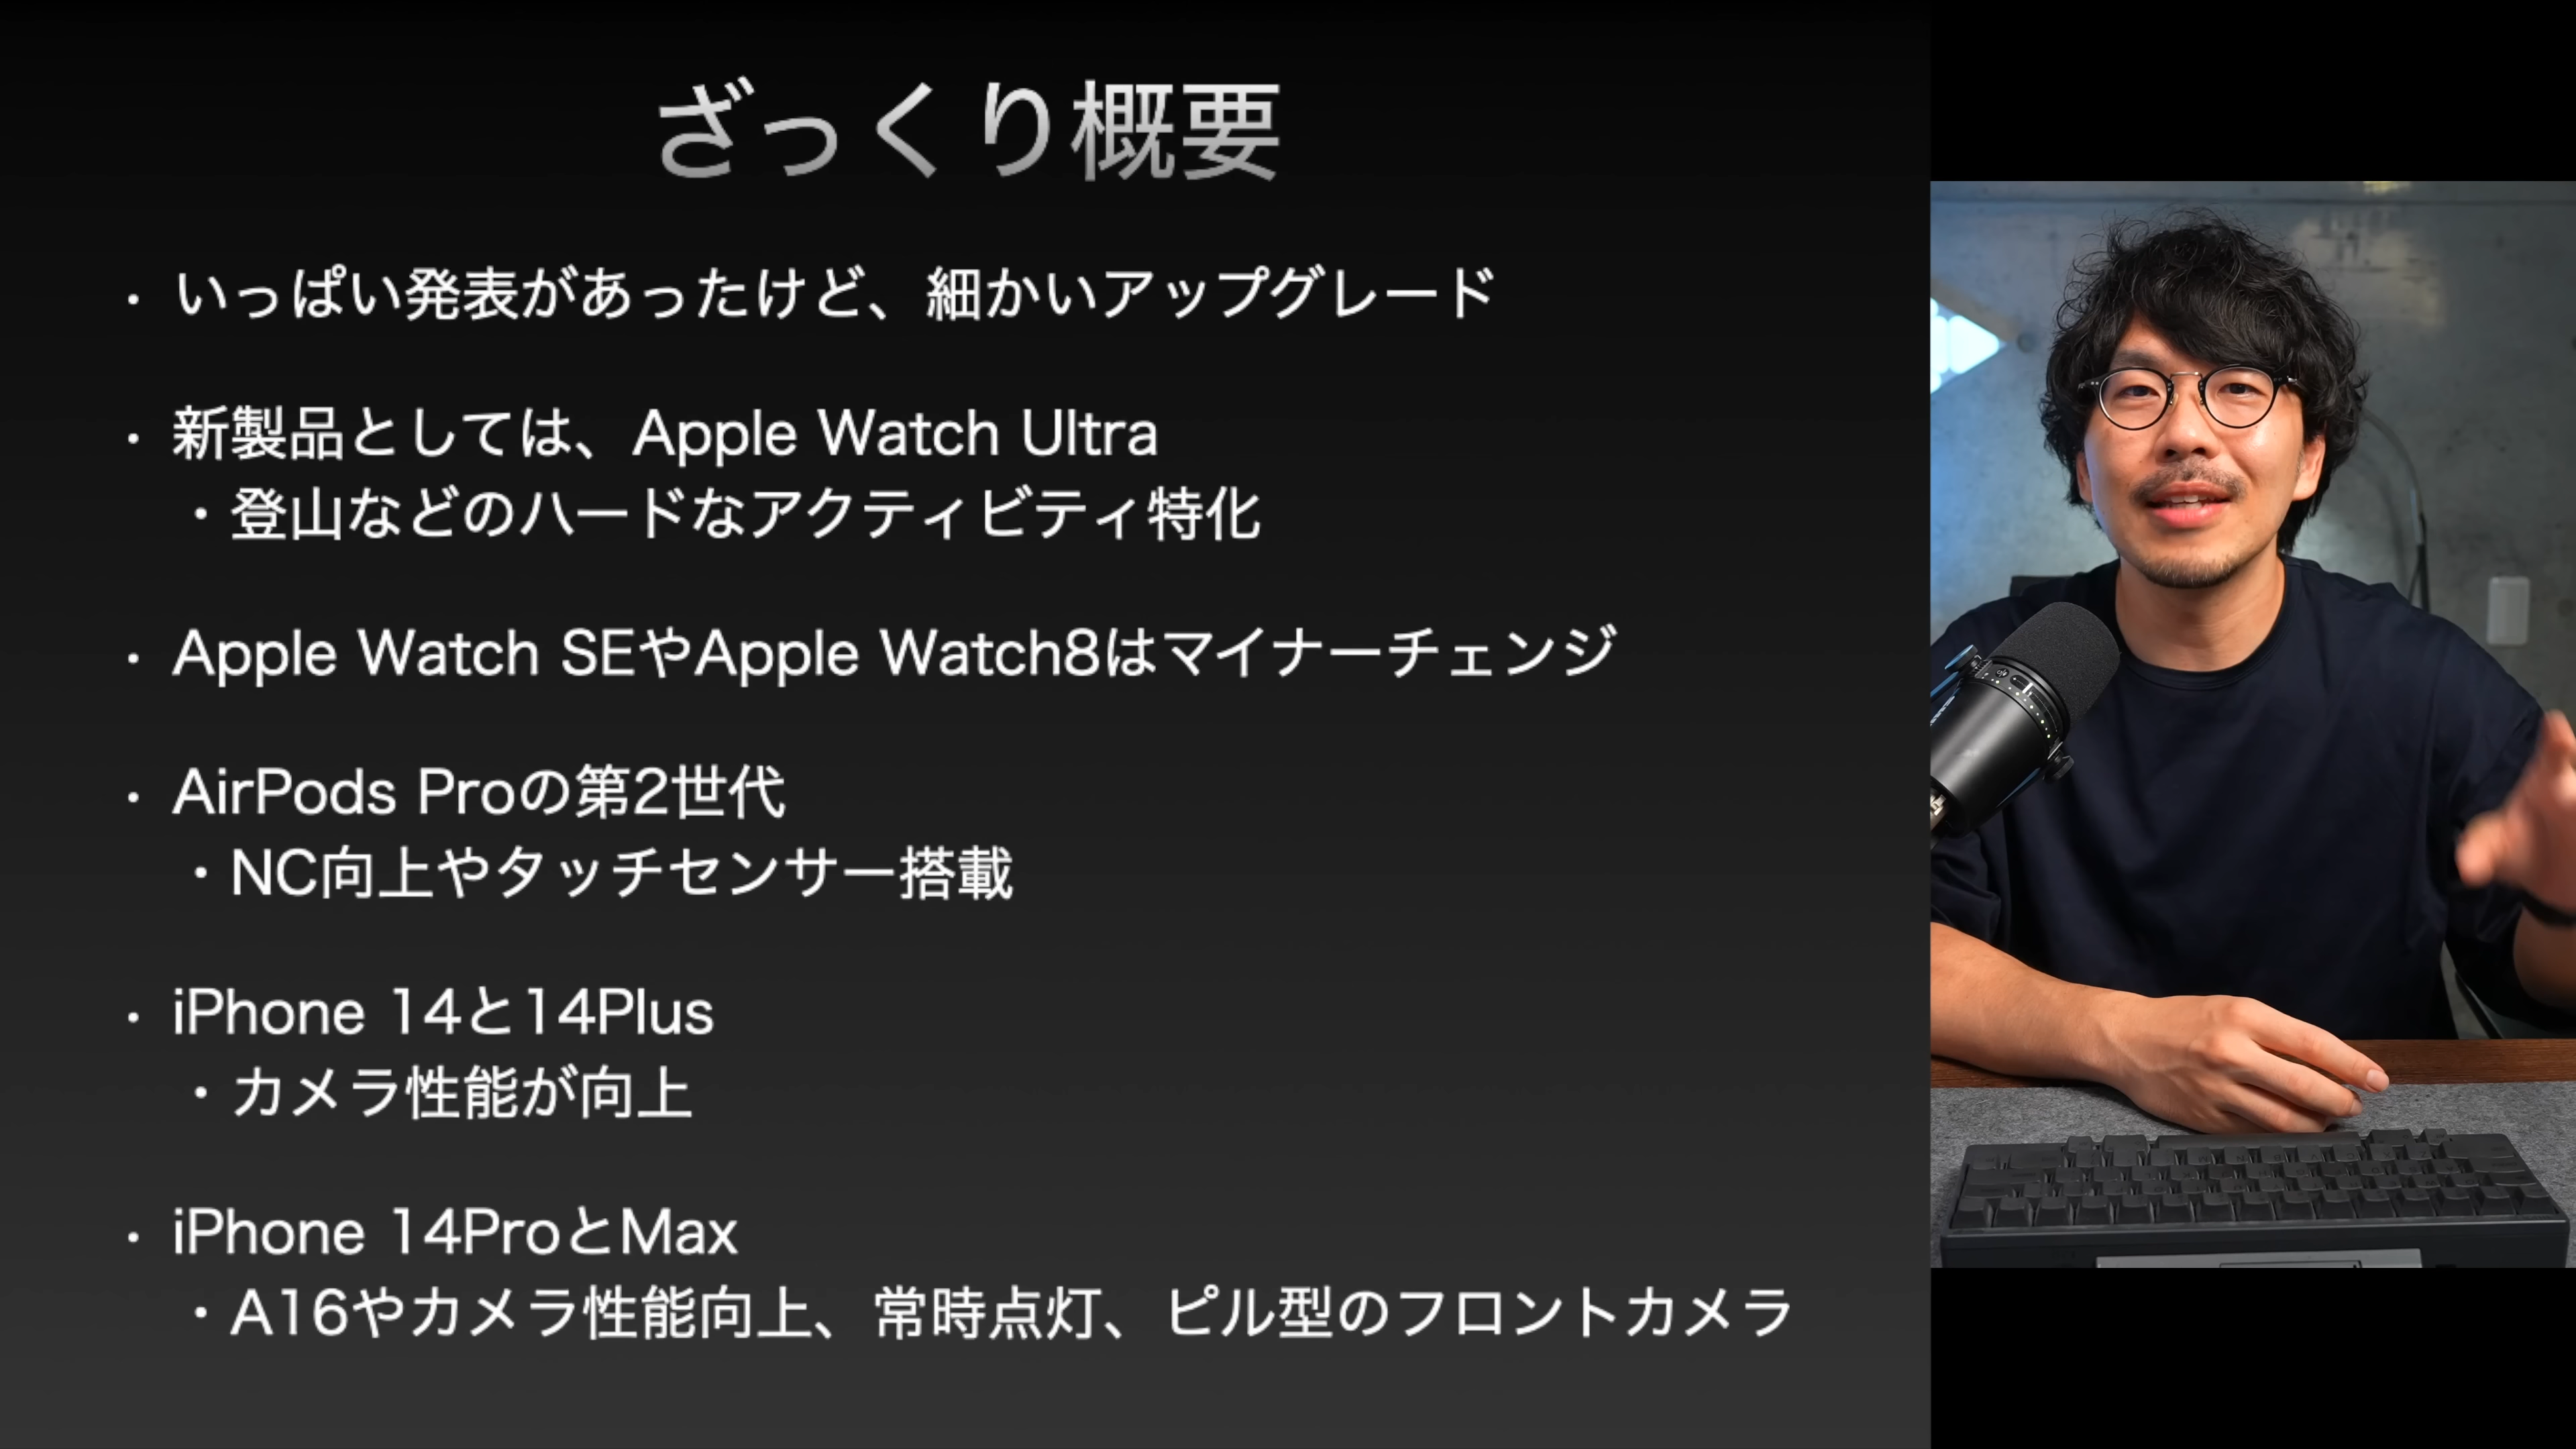 ざっくり概要
・いっぱい発表があったけど、細かいアップグレード
・新製品としては、Apple Watch Ultra
・登山などのハードなアクティビティ特化
・Apple Watch SEやApple Watch8はマイナーチェンジ
・AirPods Proの第2世代
・NC向上やタッチセンサー搭載
・iPhone 14と14Plus
・カメラ性能が向上
・iPhone 14ProとMax
・A16やカメラ性能向上、常時点灯、ピル型のフロントカメラ